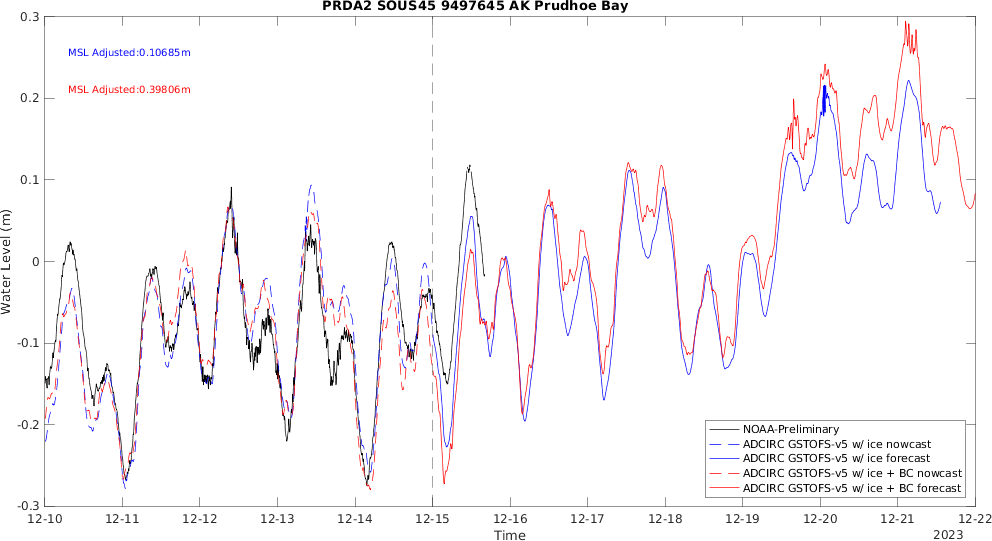 PRDA2 SOUS45 9497645 AK Prudhoe Bay
0.3
MSL Adjusted:0.10685m
MSL Adjusted:0.39806m
0.2
0.1
0
-0.1
-0.2
-0.3
Water Level (m)
NOAA-Preliminary
ADCIRC GSTOFS-v5 w/ ice nowcast
ADCIRC GSTOFS-v5 w/ ice forecast
ADCIRC GSTOFS-v5 w/ ice + BC nowcast
ADCIRC GSTOFS-v5 w/ ice + BC forecast
12-10 12-11 12-12 12-13 12-14 12-15 12-16 12-17 12-18 12-19 12-20 12-21 12-22
Time
2023